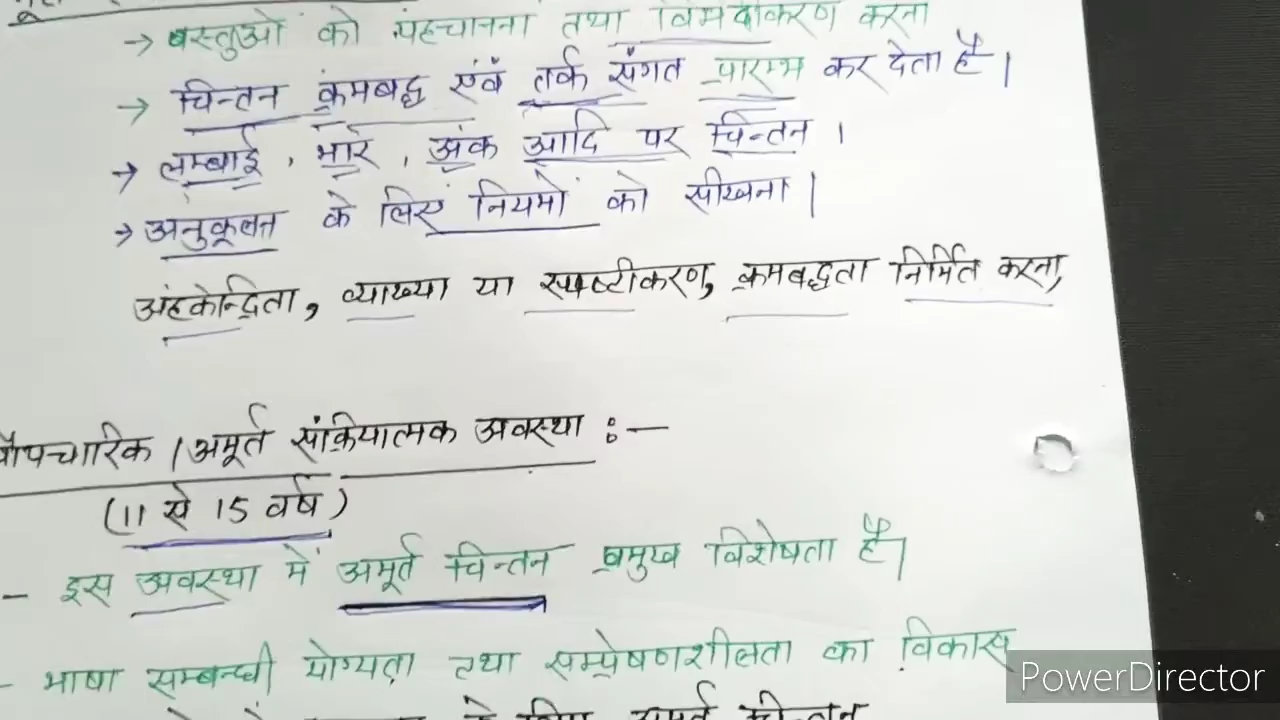 → वस्तुओं को पहचानना तथा विभेदीकरण करना
→ चिन्तन क्रमबद्ध एवं तर्क संगत प्रारम्भ कर देता है।
→ लम्बाई, भार, अंक आदि पर चिन्तन।
→ अनुकूलन के लिए नियमों को सीखना।
अंहकेन्द्रिता, व्याख्या या स्पष्टीकरण, क्रमबद्धता निर्मित करना,
औपचारिक / अमूर्त सांक्रियात्मक अवस्था :-
(11 से 15 वर्ष)
- इस अवस्था में अमूर्त चिन्तन प्रमुख विशेषता है।
- भाषा सम्बन्धी योग्यता तथा सम्प्रेषणशीलता का विकास
के लिए अमूर्त चिन्तन
PowerDirector